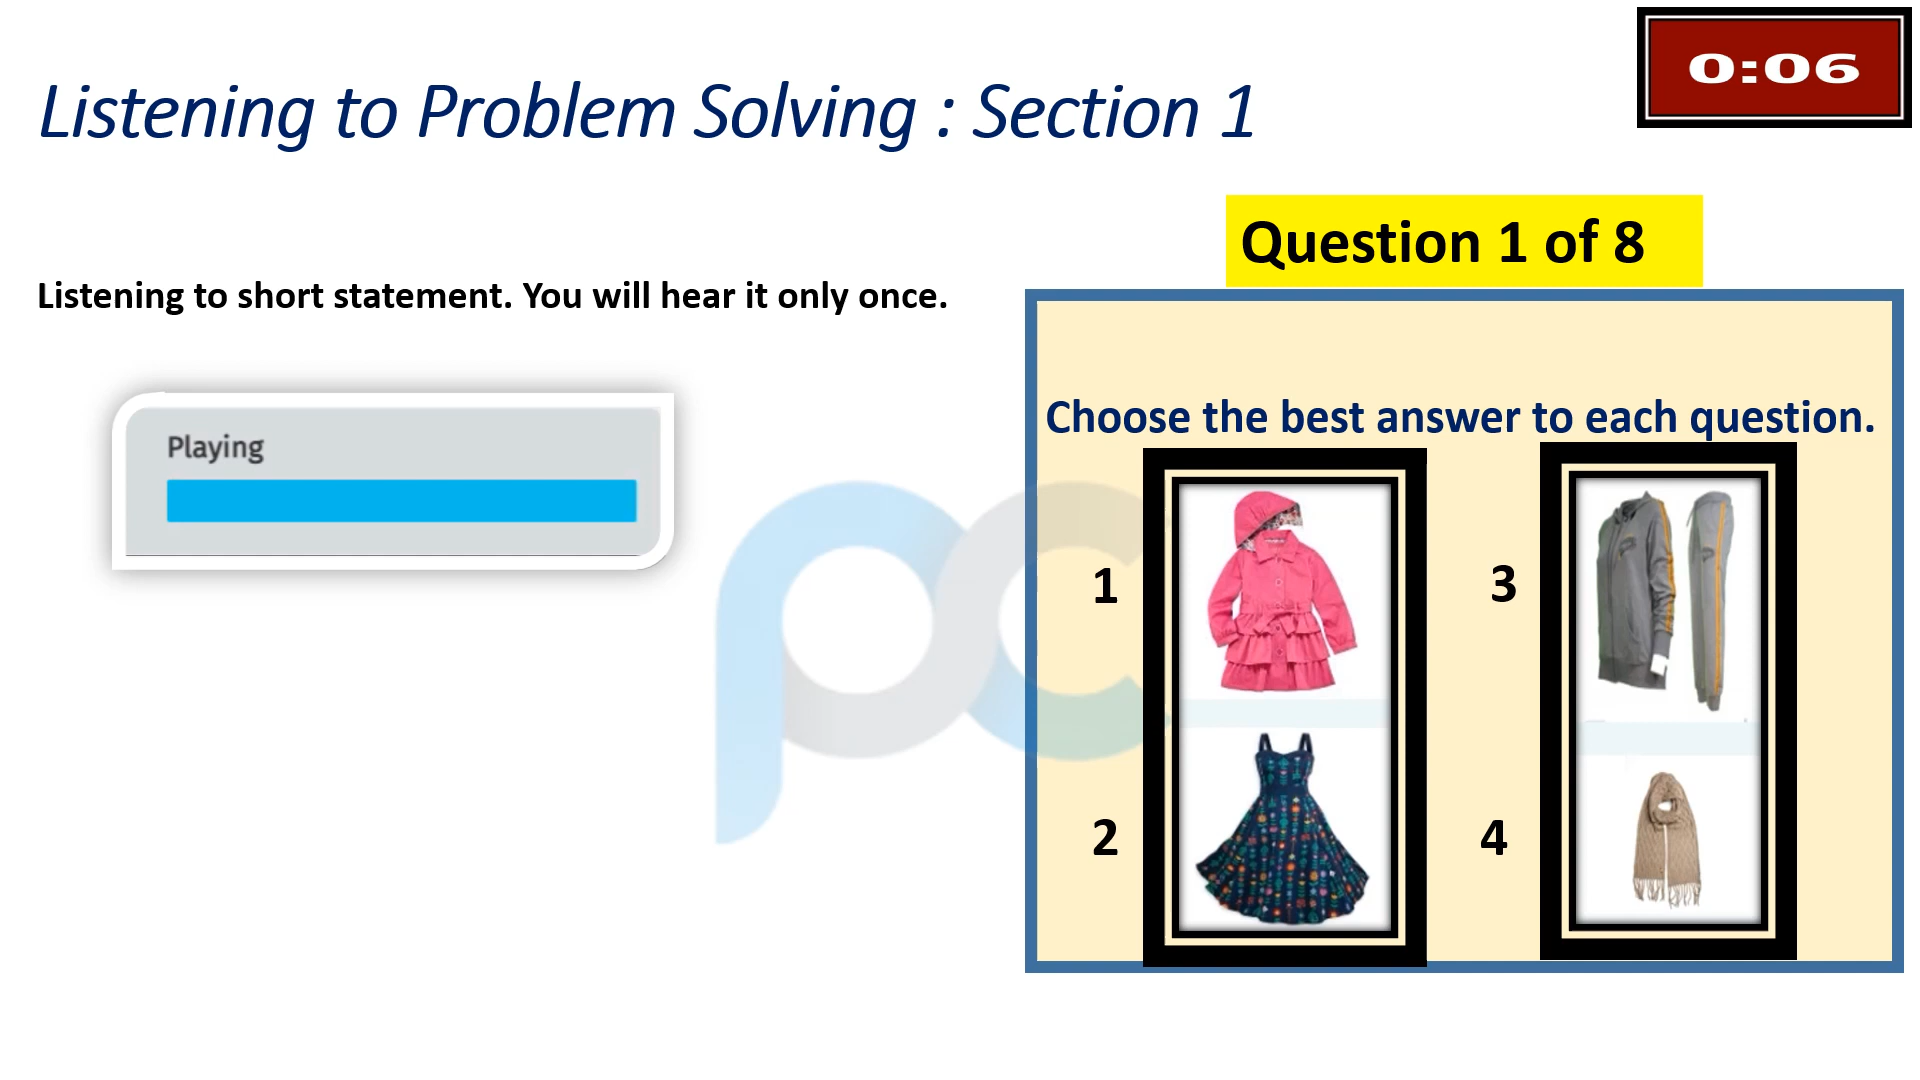 Listening to Problem Solving : Section 1
0:06
Question 1 of 8
Listening to short statement. You will hear it only once.
Playing
Choose the best answer to each question.
1
3
2
4